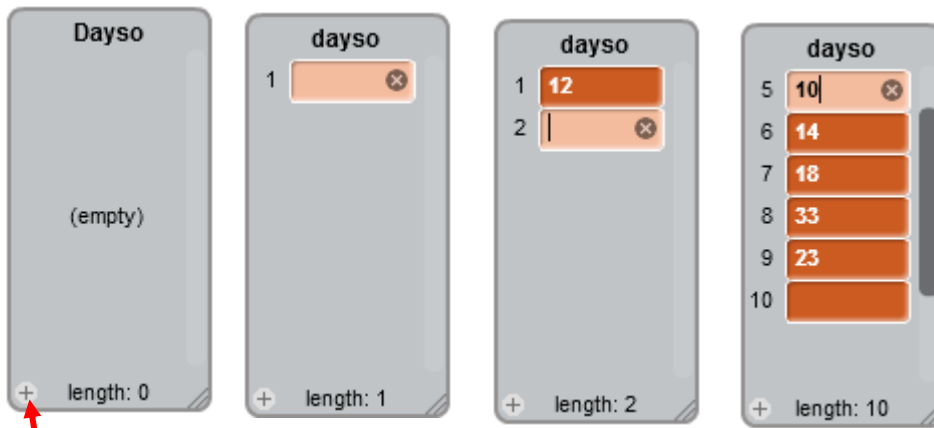 Dayso
(empty)
+ length: 0
dayso
1
+ length: 1
dayso
1 12
2
+ length: 2
dayso
5 10
6 14
7 18
8 33
9 23
10
+ length: 10